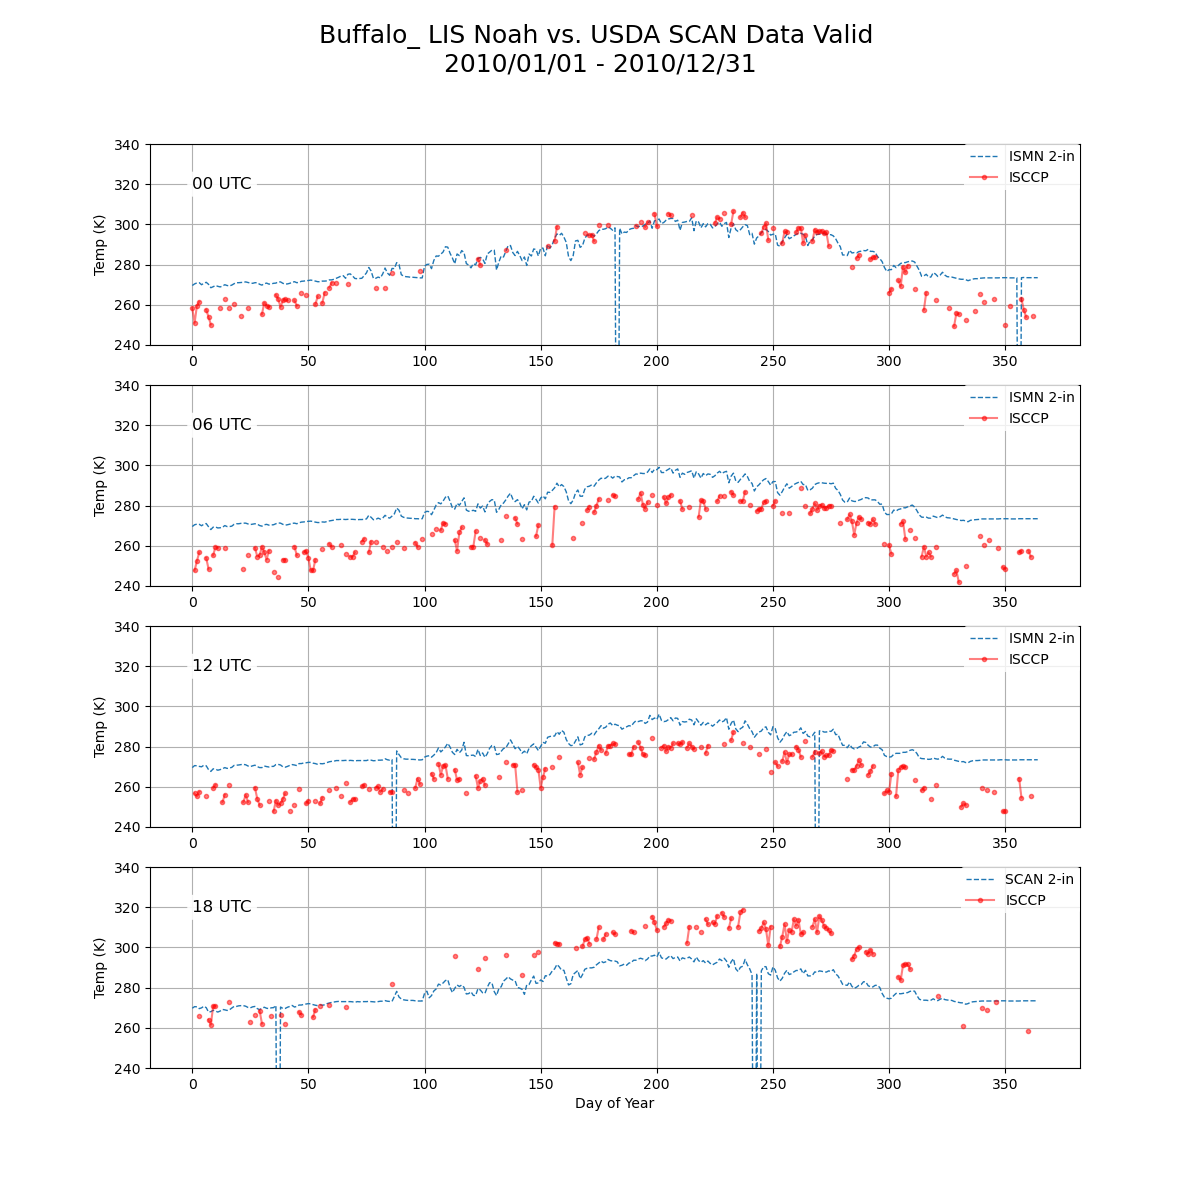 Buffalo_ LIS Noah vs. USDA SCAN Data Valid
2010/01/01 - 2010/12/31
340
320
300
280
260
240
Temp (K)
00 UTC
ISMN 2-in
ISCCP
0 50 100 150 200 250 300 350
340
320
300
280
260
240
Temp (K)
06 UTC
ISMN 2-in
ISCCP
0 50 100 150 200 250 300 350
340
320
300
280
260
240
Temp (K)
12 UTC
ISMN 2-in
ISCCP
0 50 100 150 200 250 300 350
340
320
300
280
260
240
Temp (K)
18 UTC
SCAN 2-in
ISCCP
0 50 100 150 200 250 300 350
Day of Year